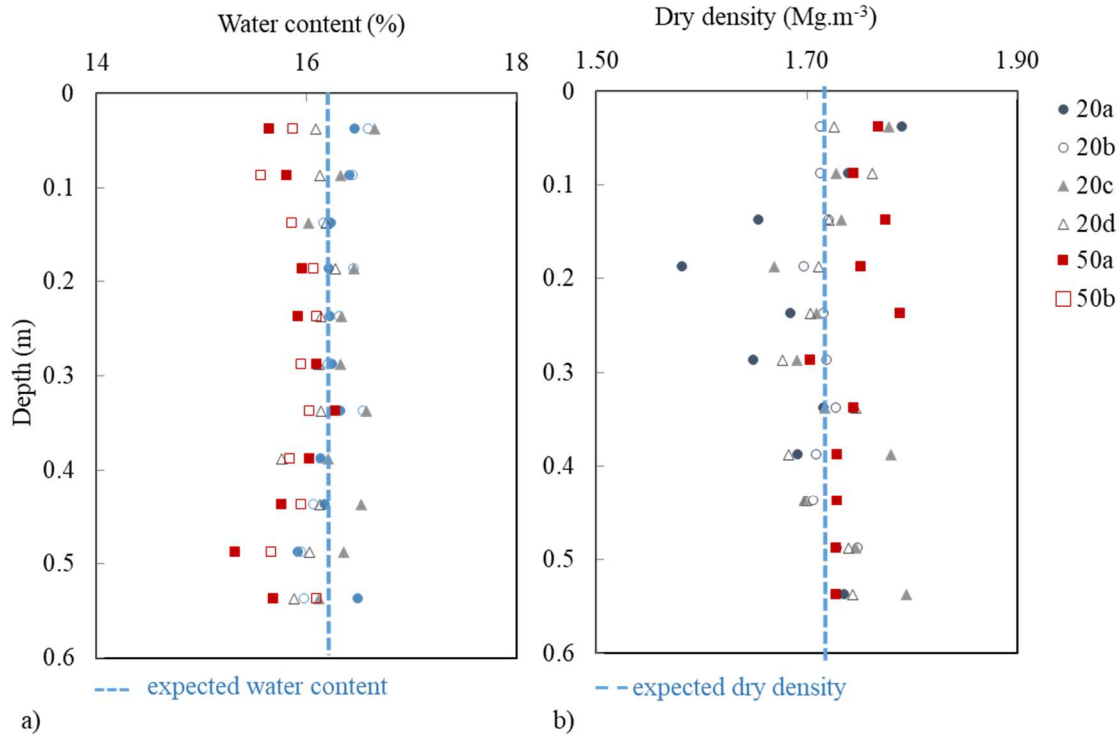 Water content (%)
14 16 18
0
0.1
0.2
0.3
0.4
0.5
0.6
Depth (m)
expected water content
a)
Dry density (Mg.m-3)
1.50 1.70 1.90
0
0.1
0.2
0.3
0.4
0.5
0.6
expected dry density
b)
20a
20b
20c
20d
50a
50b